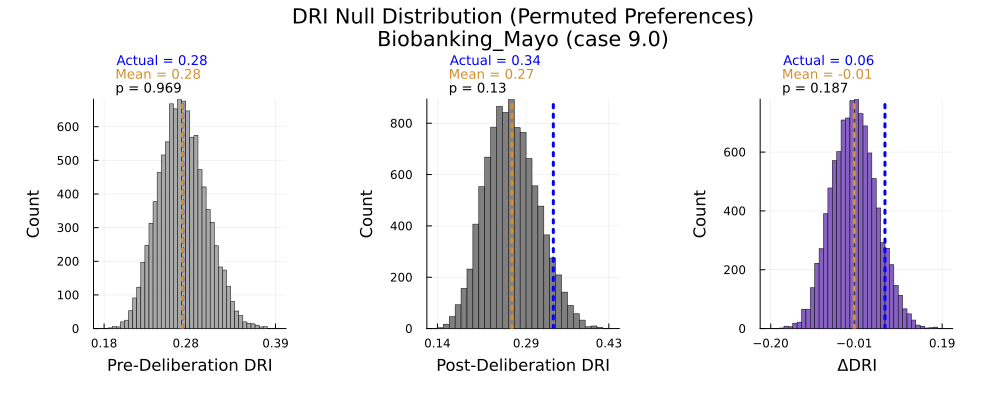 DRI Null Distribution (Permuted Preferences)
Biobanking_Mayo (case 9.0)
Actual = 0.28
Mean = 0.28
p = 0.969
Count
600
500
400
300
200
100
0
0.18
0.28
0.39
Pre-Deliberation DRI
Actual = 0.34
Mean = 0.27
p = 0.13
Count
800
600
400
200
0
0.14
0.29
0.43
Post-Deliberation DRI
Actual = 0.06
Mean = -0.01
p = 0.187
Count
600
400
200
0
−0.20
−0.01
0.19
ΔDRI